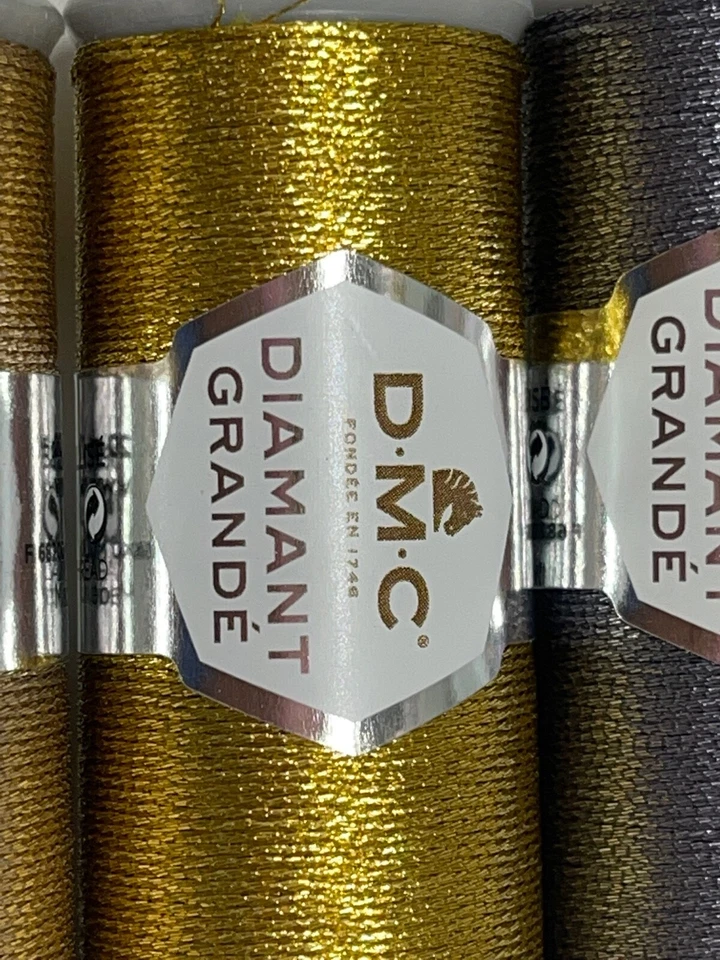 D·M·C®
FONDÉE EN 1746
DIAMANT
GRANDÉ
DIAMANT
GRANDÉ